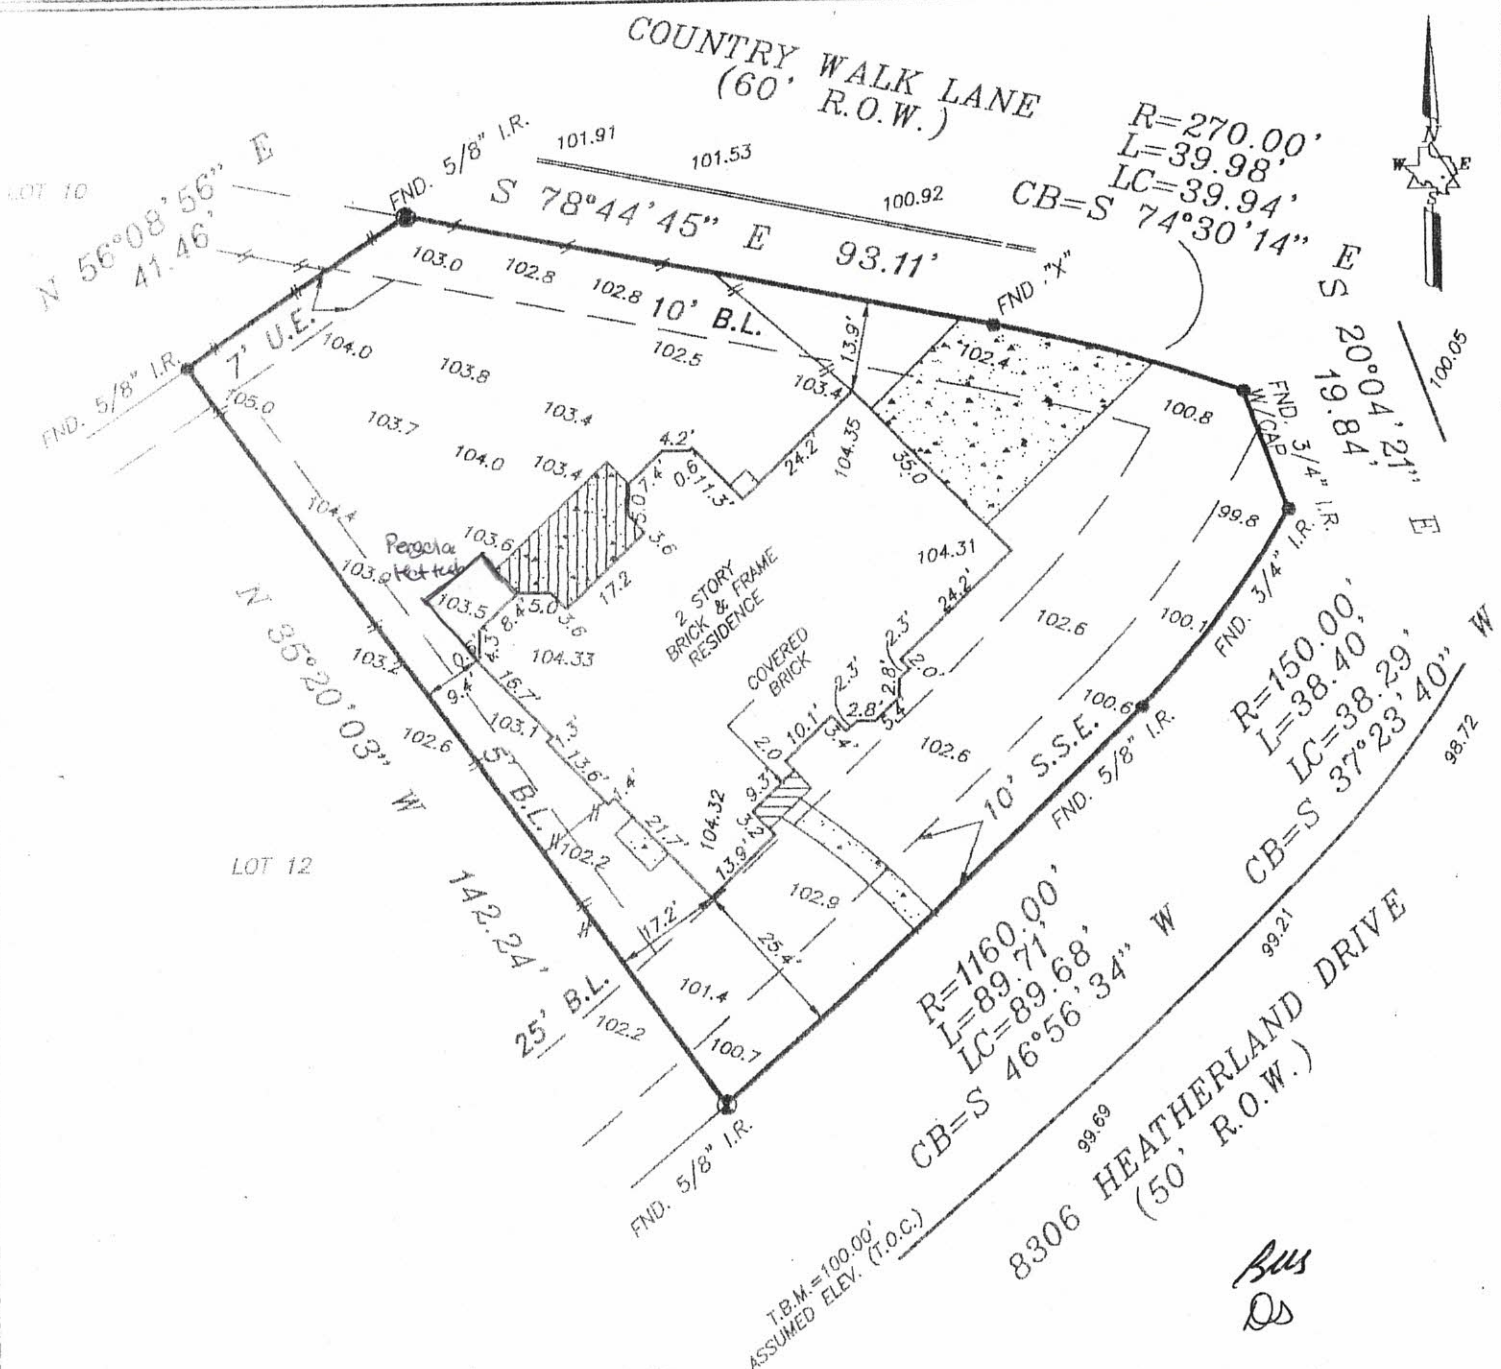 COUNTRY WALK LANE
(60' R.O.W.)
R=270.00'
L=39.98'
LC=39.94'
CB=S 74°30'14" E
N
W
E
S
FND. 5/8" I.R.
101.91
101.53
100.92
S 78°44'45" E 93.11'
LOT 10
N 56°08'56" E
41.46'
FND. "X"
S 20°04'21" E
19.84'
100.05
103.0
102.8
102.8
10' B.L.
102.5
13.9'
102.4
103.4
7' U.E.
104.0
FND. 5/8" I.R.
105.0
103.8
103.7
103.4
104.0
103.4
100.8
FND. 3/4" I.R.
W/CAP
4.2'
7.4'
0.6
11.3'
24.2'
104.35
35.0
5.0
3.6
99.8
104.4
103.6
Pergola
Hot tub
103.9
103.5
8.4'
5.0
3.6
17.2
104.31
24.2'
2 STORY
BRICK & FRAME
RESIDENCE
102.6
100.1
FND. 3/4" I.R.
N 35°20'03" W
142.24'
103.2
0.6'
4.3'
104.33
9.4'
16.7'
COVERED
BRICK
2.3'
2.0'
2.3'
2.8'
2.8'
5.4'
100.6
R=150.00'
L=38.40'
LC=38.29'
CB=S 37°23'40" W
98.72
102.6
103.1
1.3'
13.6'
1.4'
5' B.L.
10.1'
2.0
3.4'
102.6
10' S.S.E.
FND. 5/8" I.R.
LOT 12
102.2
21.7'
104.32
9.3'
3.2
13.9'
102.9
17.2'
25.4'
25' B.L.
102.2
101.4
100.7
R=1160.00'
L=89.71'
LC=89.68'
CB=S 46°56'34" W
99.21
99.69
FND. 5/8" I.R.
8306 HEATHERLAND DRIVE
(50' R.O.W.)
T.B.M.=100.00'
ASSUMED ELEV. (T.O.C.)